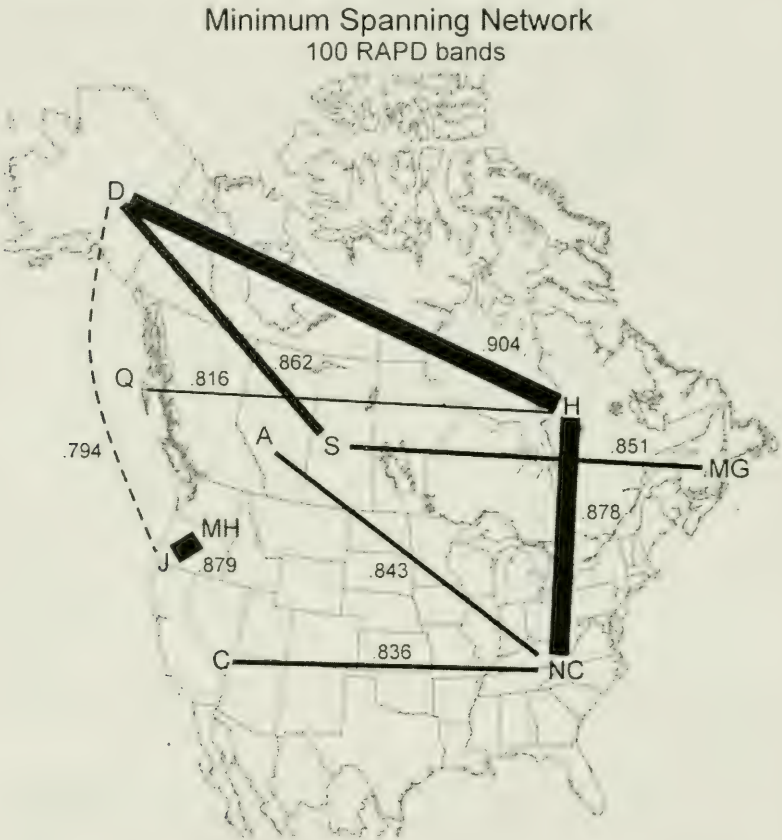 Minimum Spanning Network
100 RAPD bands
D
.904
.862
Q
.816
H
A
S
.851
MG
.794
.878
MH
J
.879
.843
C
.836
NC